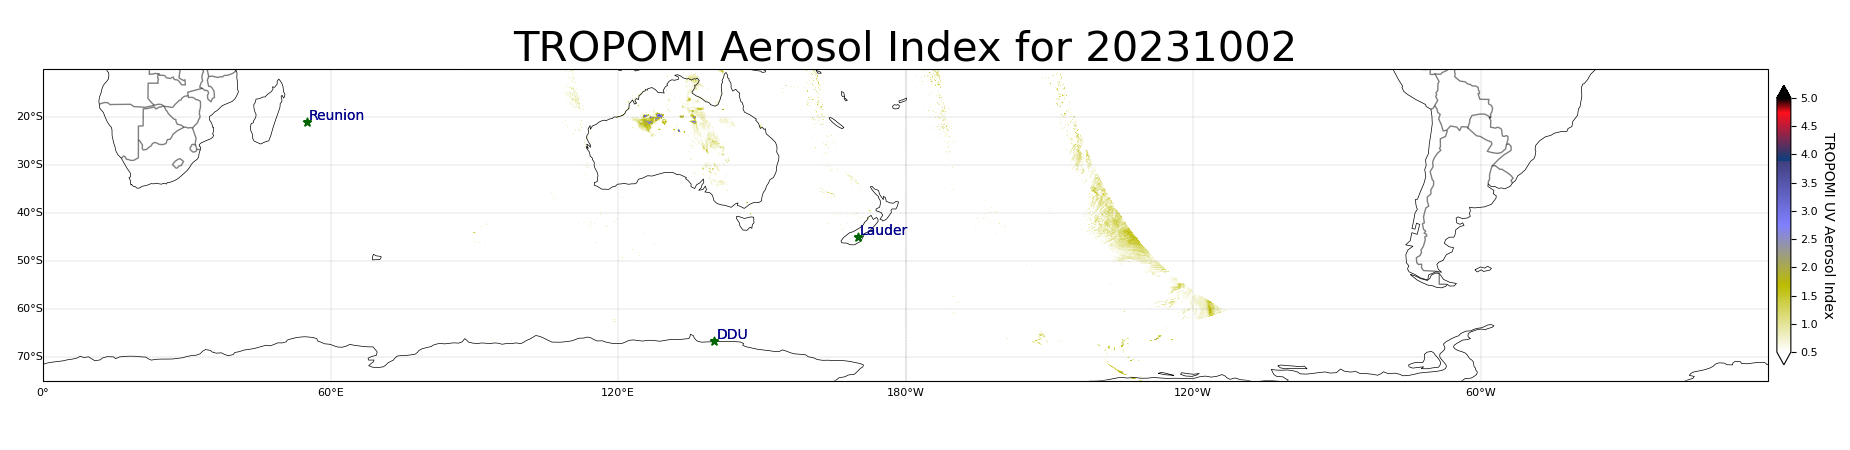 TROPOMI Aerosol Index for 20231002
20°S
30°S
40°S
50°S
60°S
70°S
0°
60°E
120°E
180°W
120°W
60°W
Reunion
Lauder
DDU
5.0
4.5
4.0
3.5
3.0
2.5
2.0
1.5
1.0
0.5
TROPOMI UV Aerosol Index